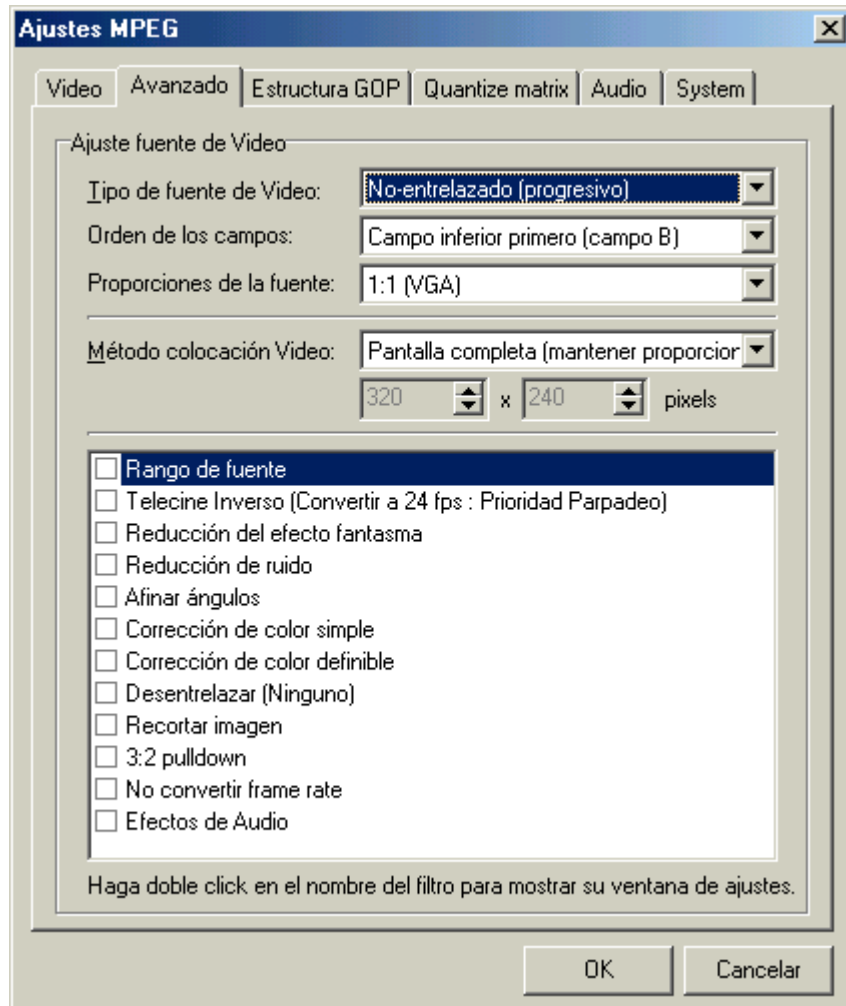 Ajustes MPEG
Video Avanzado Estructura GOP Quantize matrix Audio System
Ajuste fuente de Video
Tipo de fuente de Video: No-entrelazado (progresivo)
Orden de los campos: Campo inferior primero (campo B)
Proporciones de la fuente: 1:1 (VGA)
Método colocación Video: Pantalla completa (mantener proporcion
320 x 240 pixels
Rango de fuente
Telecine Inverso (Convertir a 24 fps : Prioridad Parpadeo)
Reducción del efecto fantasma
Reducción de ruido
Afinar ángulos
Corrección de color simple
Corrección de color definible
Desentrelazar (Ninguno)
Recortar imagen
3:2 pulldown
No convertir frame rate
Efectos de Audio
Haga doble click en el nombre del filtro para mostrar su ventana de ajustes.
OK Cancelar